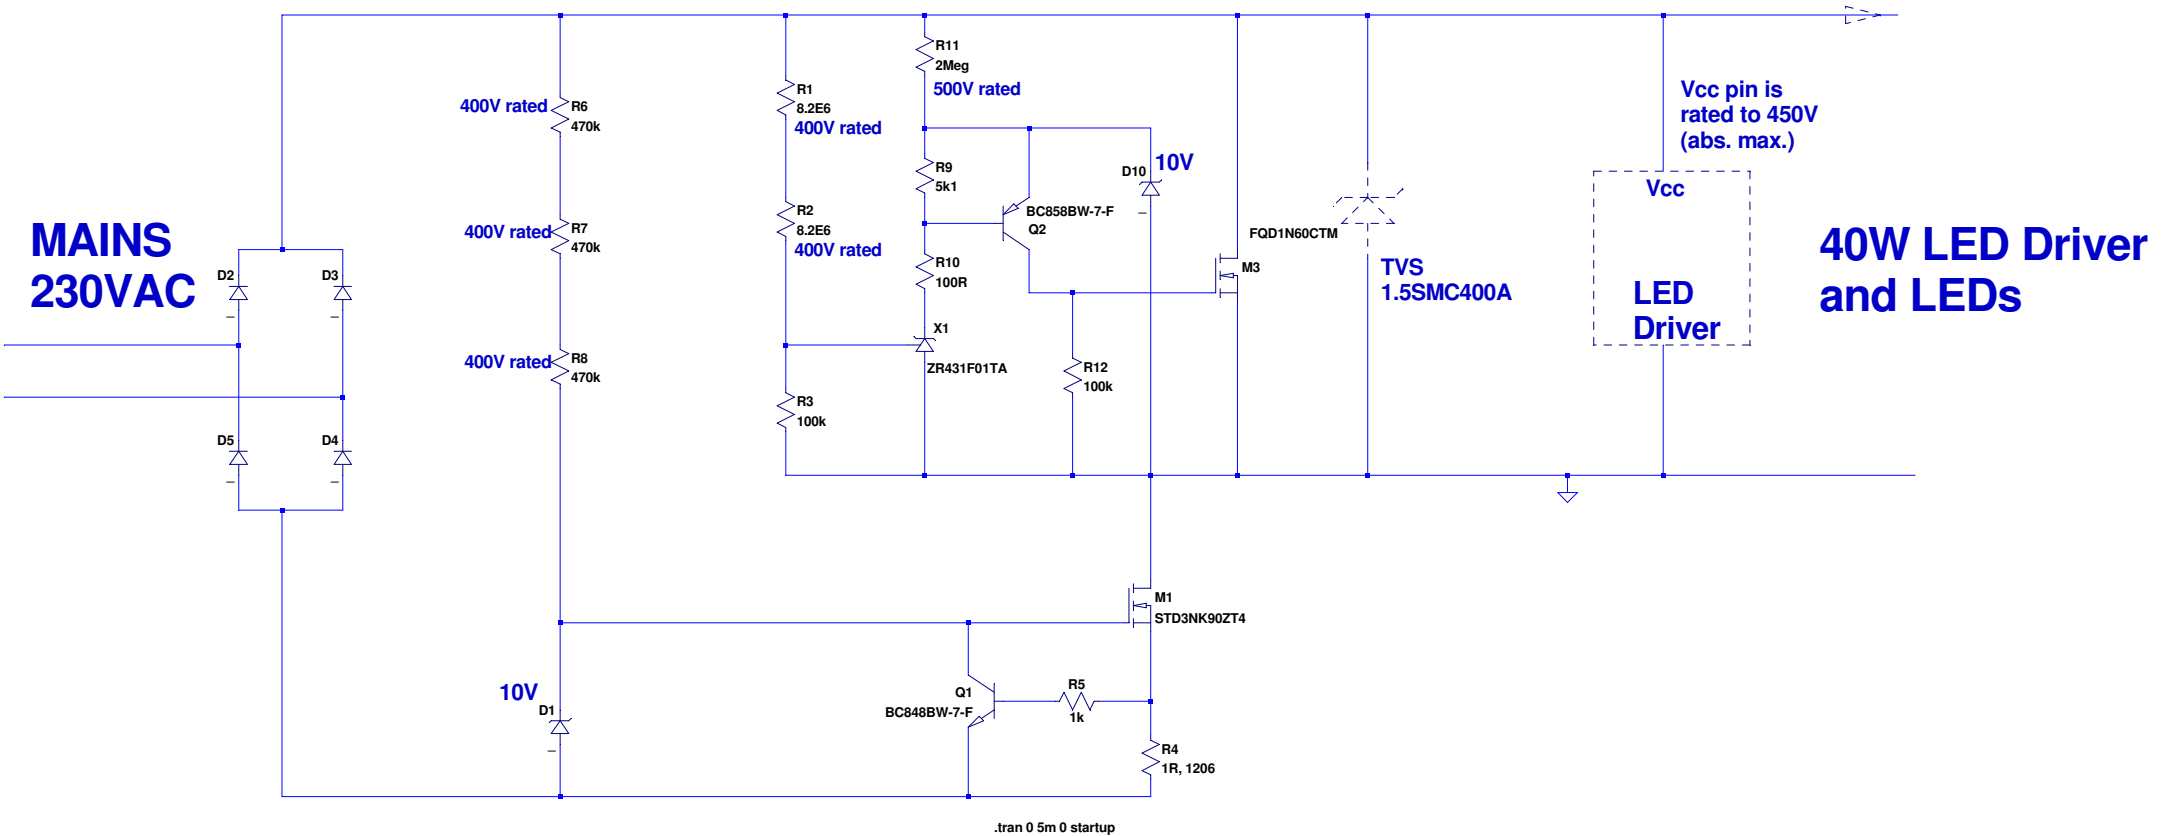 MAINS
230VAC
D2
D3
D5
D4
400V rated
R6
470k
400V rated
R7
470k
400V rated
R8
470k
10V
D1
R1
8.2E6
400V rated
R2
8.2E6
400V rated
R3
100k
R11
2Meg
500V rated
R9
5k1
R10
100R
X1
ZR431F01TA
BC858BW-7-F
Q2
D10
10V
R12
100k
FQD1N60CTM
M3
TVS
1.5SMC400A
Vcc pin is
rated to 450V
(abs. max.)
Vcc
LED
Driver
40W LED Driver
and LEDs
M1
STD3NK90ZT4
Q1
BC848BW-7-F
R5
1k
R4
1R, 1206
.tran 0 5m 0 startup